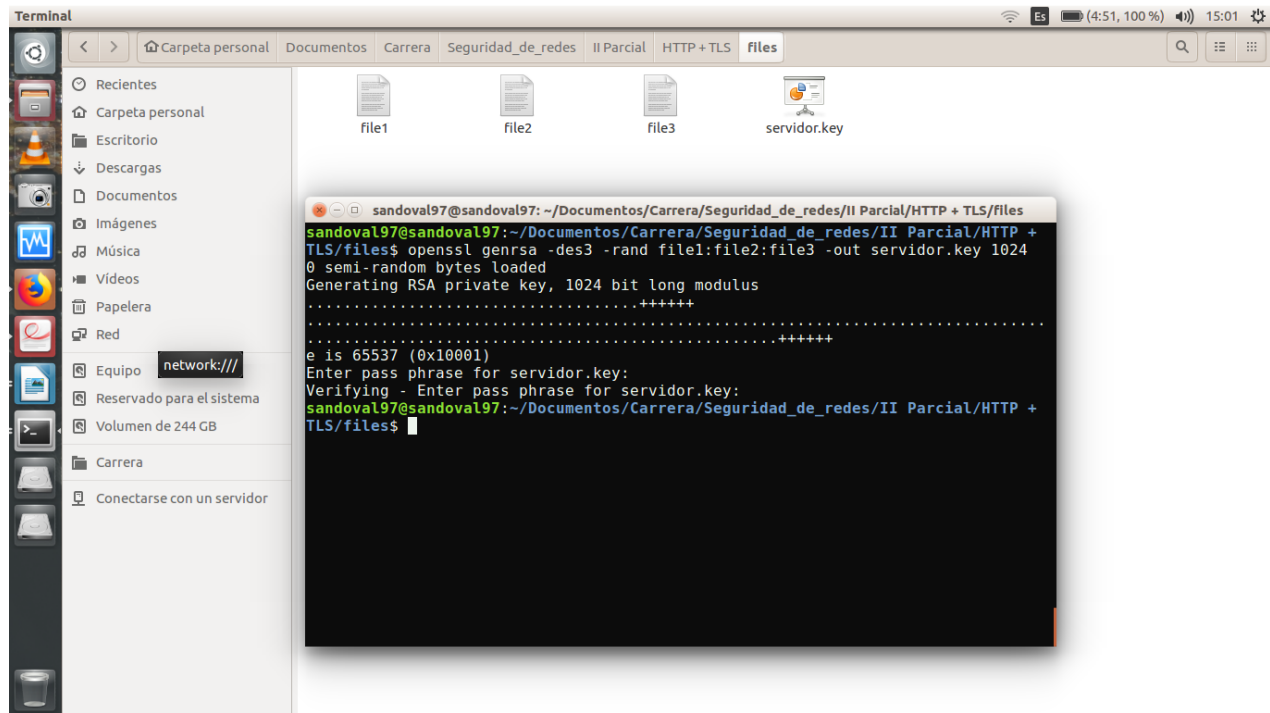 Terminal
Es (4:51, 100 %) 15:01
Carpeta personal Documentos Carrera Seguridad_de_redes II Parcial HTTP + TLS files
Recientes
Carpeta personal
Escritorio
Descargas
Documentos
Imágenes
Música
Vídeos
Papelera
Red
network:///
Equipo
Reservado para el sistema
Volumen de 244 GB
Carrera
Conectarse con un servidor
file1 file2 file3 servidor.key
sandoval97@sandoval97: ~/Documentos/Carrera/Seguridad_de_redes/II Parcial/HTTP + TLS/files
sandoval97@sandoval97:~/Documentos/Carrera/Seguridad_de_redes/II Parcial/HTTP +
TLS/files$ openssl genrsa -des3 -rand file1:file2:file3 -out servidor.key 1024
0 semi-random bytes loaded
Generating RSA private key, 1024 bit long modulus
....................................++++++
................................................................................
...................................................++++++
e is 65537 (0x10001)
Enter pass phrase for servidor.key:
Verifying - Enter pass phrase for servidor.key:
sandoval97@sandoval97:~/Documentos/Carrera/Seguridad_de_redes/II Parcial/HTTP +
TLS/files$